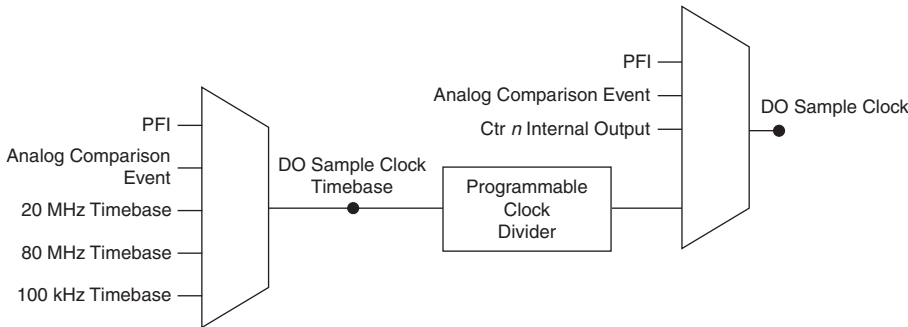 PFI
Analog Comparison
Event
20 MHz Timebase
80 MHz Timebase
100 kHz Timebase
DO Sample Clock
Timebase
Programmable
Clock
Divider
PFI
Analog Comparison Event
Ctr n Internal Output
DO Sample Clock